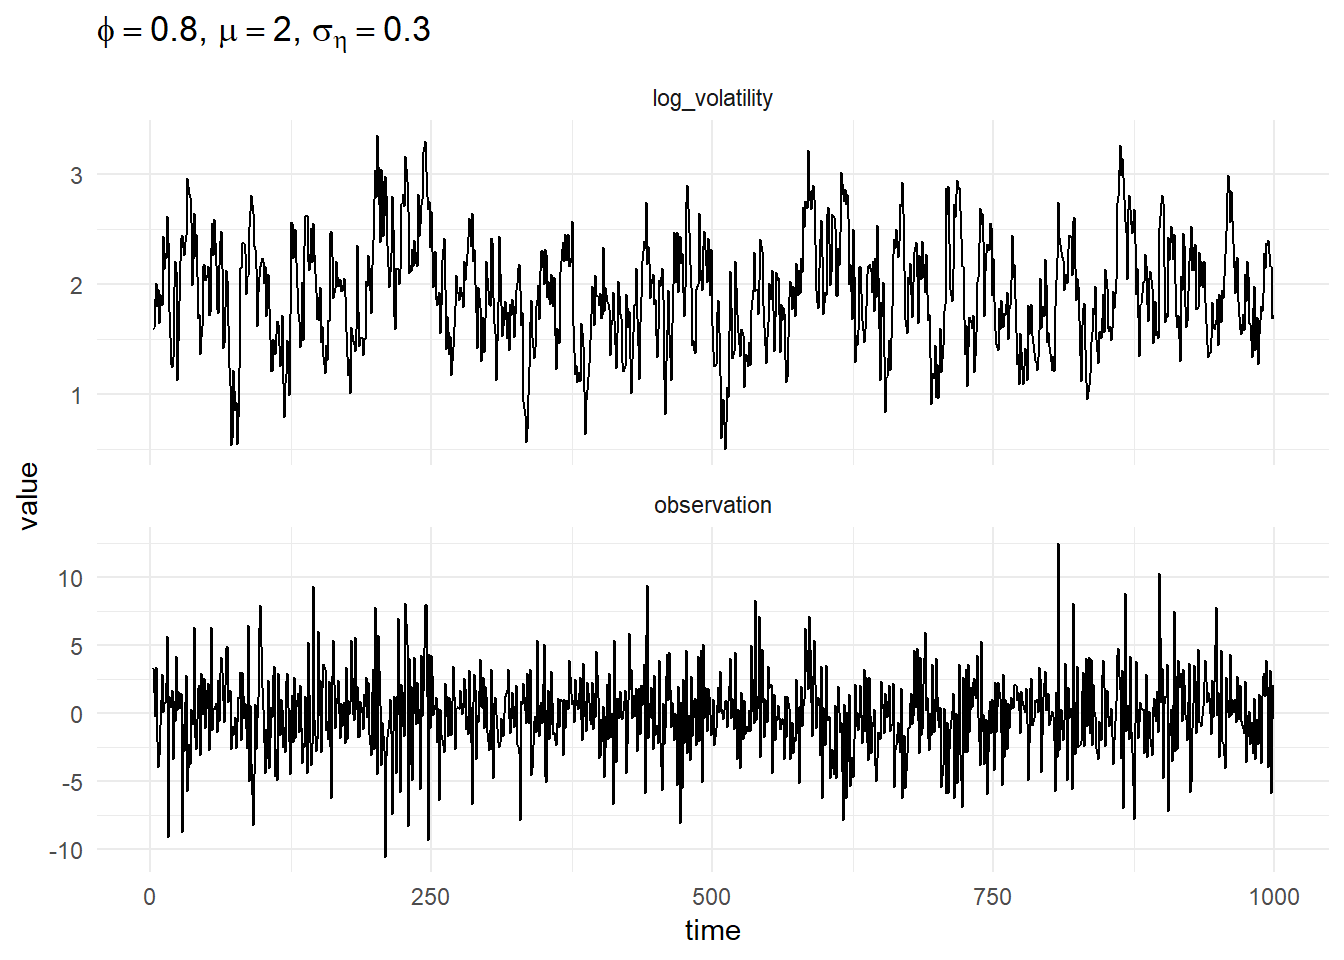 ϕ = 0.8, μ = 2, σ_η = 0.3
log_volatility
3
2
1
value
observation
10
5
0
-5
-10
0 250 500 750 1000
time